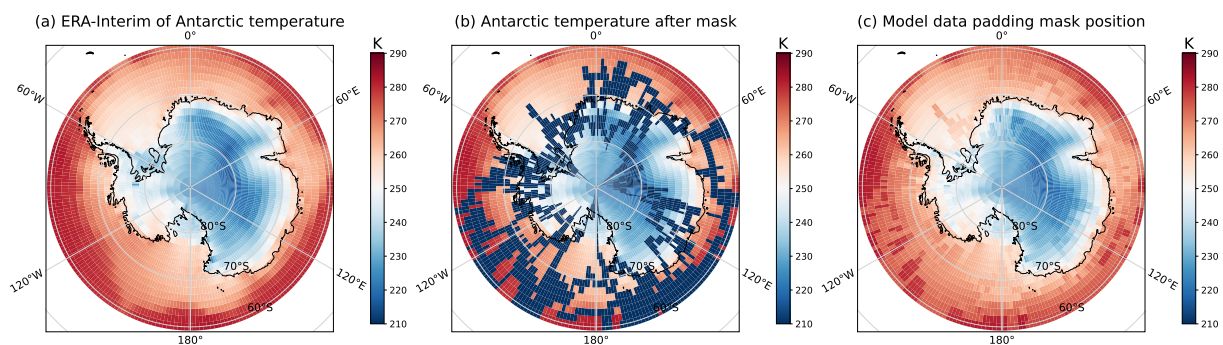 (a) ERA-Interim of Antarctic temperature
0°
K
60°W
60°E
290
280
270
260
250
240
230
220
210
80°S
70°S
60°S
120°W
120°E
180°
(b) Antarctic temperature after mask
0°
K
60°W
60°E
290
280
270
260
250
240
230
220
210
80°S
70°S
60°S
120°W
120°E
180°
(c) Model data padding mask position
0°
K
60°W
60°E
290
280
270
260
250
240
230
220
210
80°S
70°S
60°S
120°W
120°E
180°